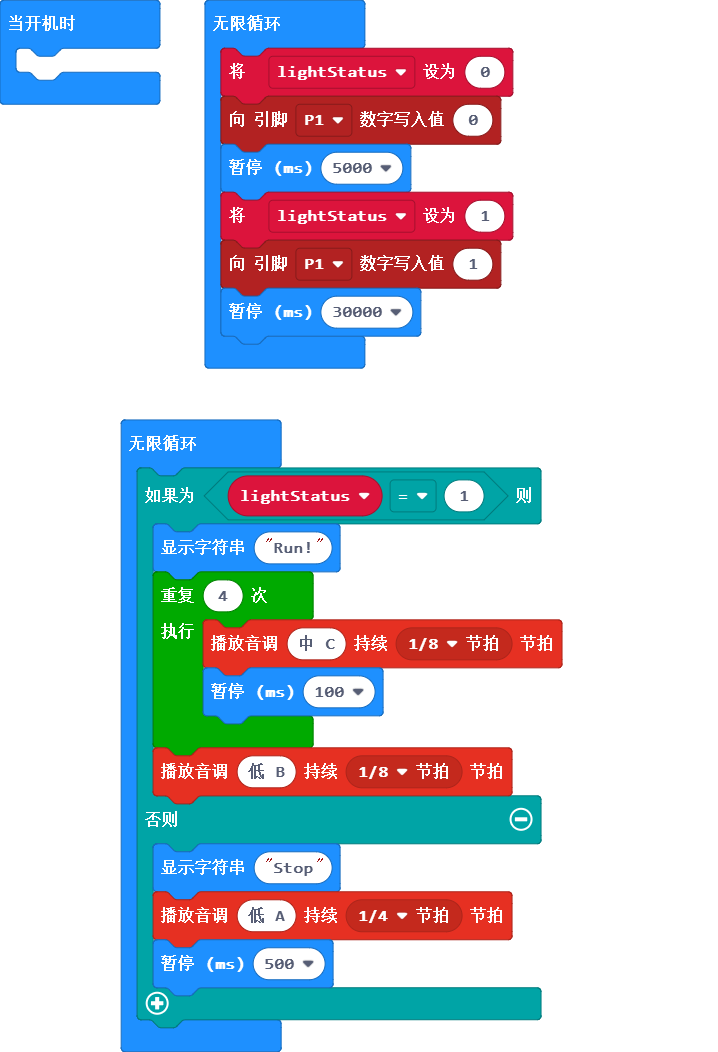 当开机时
无限循环
将 lightStatus 设为 0
向 引脚 P1 数字写入值 0
暂停 (ms) 5000
将 lightStatus 设为 1
向 引脚 P1 数字写入值 1
暂停 (ms) 30000
无限循环
如果为 lightStatus = 1 则
显示字符串 "Run!"
重复 4 次
执行
播放音调 中 C 持续 1/8 节拍 节拍
暂停 (ms) 100
播放音调 低 B 持续 1/8 节拍 节拍
否则
显示字符串 "Stop"
播放音调 低 A 持续 1/4 节拍 节拍
暂停 (ms) 500